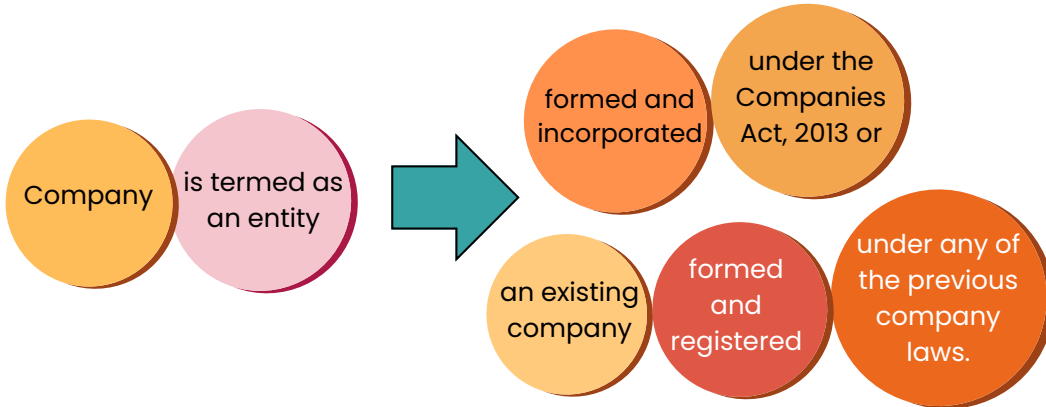 Company
is termed as
an entity
formed and
incorporated
under the
Companies
Act, 2013 or
an existing
company
formed
and
registered
under any of
the previous
company
laws.